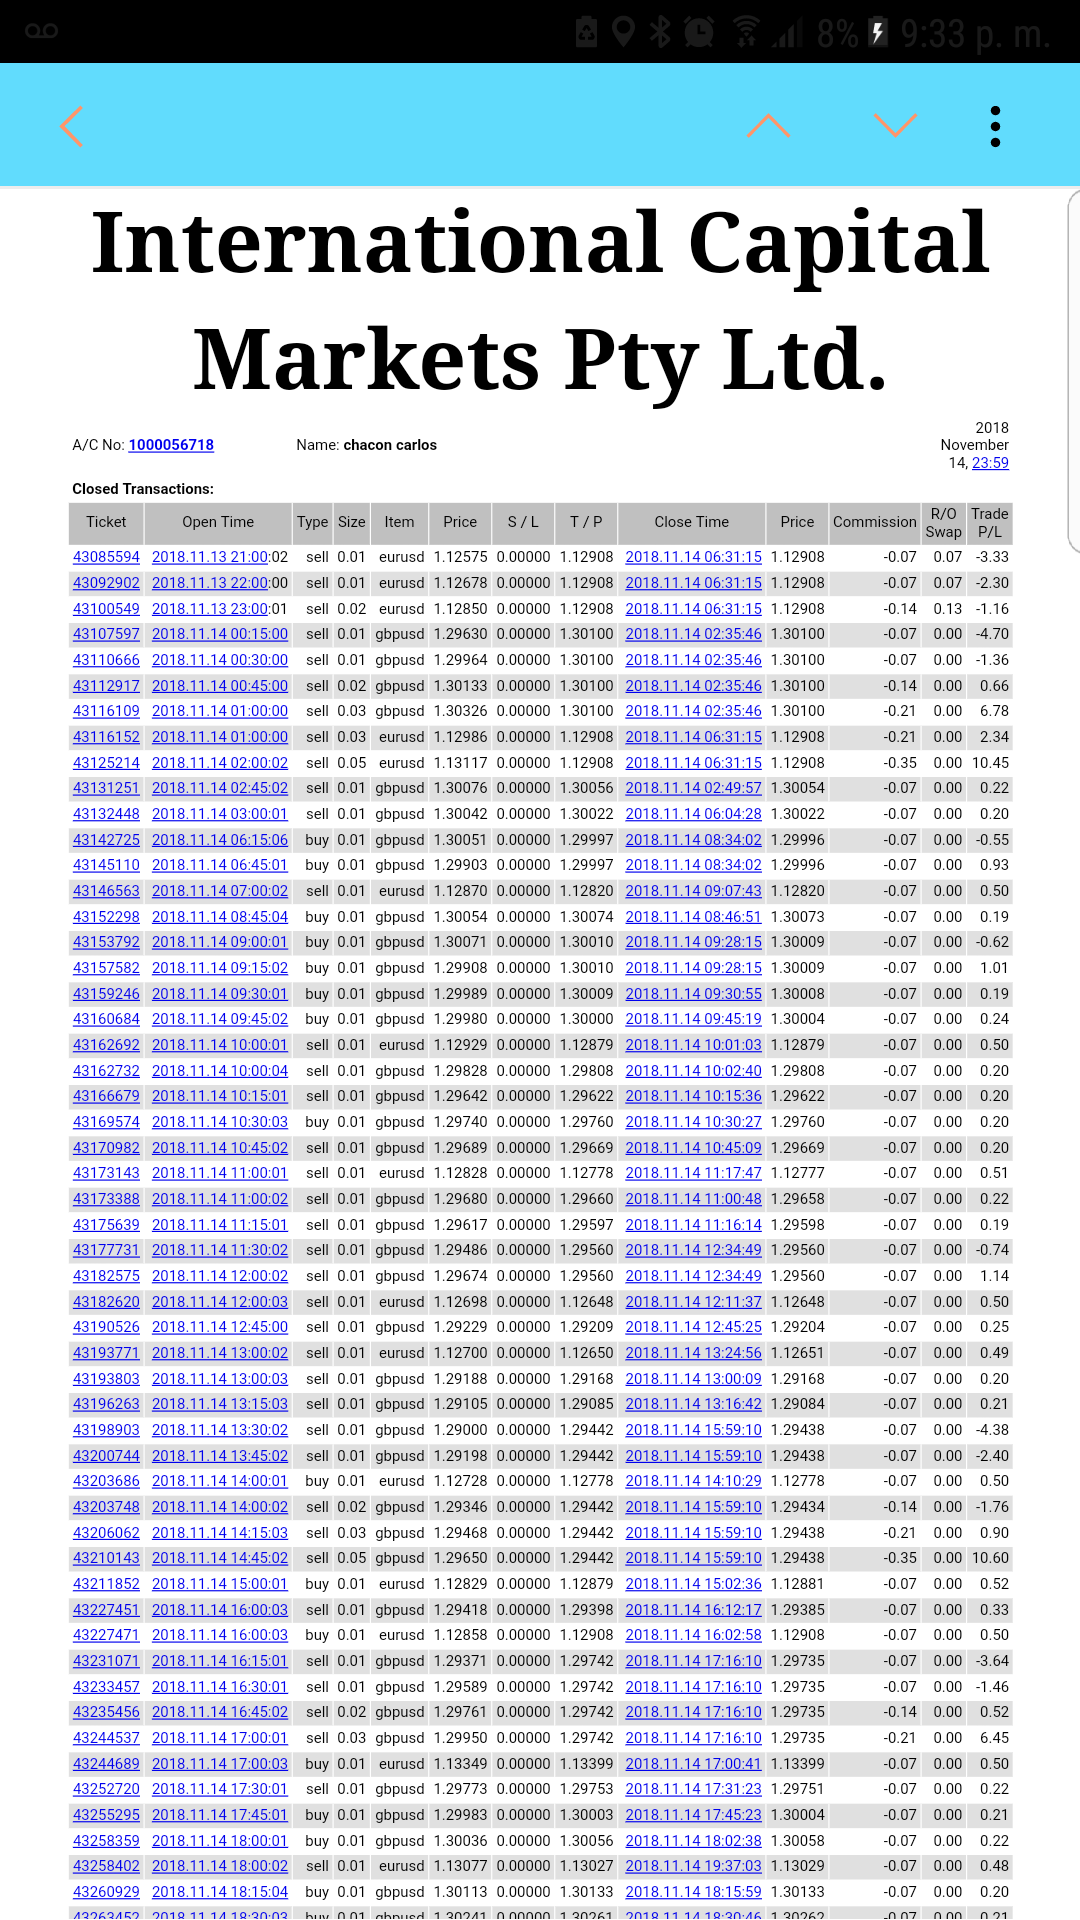 8% 9:33 p. m.
International Capital
Markets Pty Ltd.
A/C No: 1000056718 Name: chacon carlos 2018 November 14, 23:59
Closed Transactions:
Ticket Open Time Type Size Item Price S / L T / P Close Time Price Commission R/O Swap Trade P/L
43085594 2018.11.13 21:00:02 sell 0.01 eurusd 1.12575 0.00000 1.12908 2018.11.14 06:31:15 1.12908 -0.07 0.07 -3.33
43092902 2018.11.13 22:00:00 sell 0.01 eurusd 1.12678 0.00000 1.12908 2018.11.14 06:31:15 1.12908 -0.07 0.07 -2.30
43100549 2018.11.13 23:00:01 sell 0.02 eurusd 1.12850 0.00000 1.12908 2018.11.14 06:31:15 1.12908 -0.14 0.13 -1.16
43107597 2018.11.14 00:15:00 sell 0.01 gbpusd 1.29630 0.00000 1.30100 2018.11.14 02:35:46 1.30100 -0.07 0.00 -4.70
43110666 2018.11.14 00:30:00 sell 0.01 gbpusd 1.29964 0.00000 1.30100 2018.11.14 02:35:46 1.30100 -0.07 0.00 -1.36
43112917 2018.11.14 00:45:00 sell 0.02 gbpusd 1.30133 0.00000 1.30100 2018.11.14 02:35:46 1.30100 -0.14 0.00 0.66
43116109 2018.11.14 01:00:00 sell 0.03 gbpusd 1.30326 0.00000 1.30100 2018.11.14 02:35:46 1.30100 -0.21 0.00 6.78
43116152 2018.11.14 01:00:00 sell 0.03 eurusd 1.12986 0.00000 1.12908 2018.11.14 06:31:15 1.12908 -0.21 0.00 2.34
43125214 2018.11.14 02:00:02 sell 0.05 eurusd 1.13117 0.00000 1.12908 2018.11.14 06:31:15 1.12908 -0.35 0.00 10.45
43131251 2018.11.14 02:45:02 sell 0.01 gbpusd 1.30076 0.00000 1.30056 2018.11.14 02:49:57 1.30054 -0.07 0.00 0.22
43132448 2018.11.14 03:00:01 sell 0.01 gbpusd 1.30042 0.00000 1.30022 2018.11.14 06:04:28 1.30022 -0.07 0.00 0.20
43142725 2018.11.14 06:15:06 buy 0.01 gbpusd 1.30051 0.00000 1.29997 2018.11.14 08:34:02 1.29996 -0.07 0.00 -0.55
43145110 2018.11.14 06:45:01 buy 0.01 gbpusd 1.29903 0.00000 1.29997 2018.11.14 08:34:02 1.29996 -0.07 0.00 0.93
43146563 2018.11.14 07:00:02 sell 0.01 eurusd 1.12870 0.00000 1.12820 2018.11.14 09:07:43 1.12820 -0.07 0.00 0.50
43152298 2018.11.14 08:45:04 buy 0.01 gbpusd 1.30054 0.00000 1.30074 2018.11.14 08:46:51 1.30073 -0.07 0.00 0.19
43153792 2018.11.14 09:00:01 buy 0.01 gbpusd 1.30071 0.00000 1.30010 2018.11.14 09:28:15 1.30009 -0.07 0.00 -0.62
43157582 2018.11.14 09:15:02 buy 0.01 gbpusd 1.29908 0.00000 1.30010 2018.11.14 09:28:15 1.30009 -0.07 0.00 1.01
43159246 2018.11.14 09:30:01 buy 0.01 gbpusd 1.29989 0.00000 1.30009 2018.11.14 09:30:55 1.30008 -0.07 0.00 0.19
43160684 2018.11.14 09:45:02 buy 0.01 gbpusd 1.29980 0.00000 1.30000 2018.11.14 09:45:19 1.30004 -0.07 0.00 0.24
43162692 2018.11.14 10:00:01 sell 0.01 eurusd 1.12929 0.00000 1.12879 2018.11.14 10:01:03 1.12879 -0.07 0.00 0.50
43162732 2018.11.14 10:00:04 sell 0.01 gbpusd 1.29828 0.00000 1.29808 2018.11.14 10:02:40 1.29808 -0.07 0.00 0.20
43166679 2018.11.14 10:15:01 sell 0.01 gbpusd 1.29642 0.00000 1.29622 2018.11.14 10:15:36 1.29622 -0.07 0.00 0.20
43169574 2018.11.14 10:30:03 buy 0.01 gbpusd 1.29740 0.00000 1.29760 2018.11.14 10:30:27 1.29760 -0.07 0.00 0.20
43170982 2018.11.14 10:45:02 sell 0.01 gbpusd 1.29689 0.00000 1.29669 2018.11.14 10:45:09 1.29669 -0.07 0.00 0.20
43173143 2018.11.14 11:00:01 sell 0.01 eurusd 1.12828 0.00000 1.12778 2018.11.14 11:17:47 1.12777 -0.07 0.00 0.51
43173388 2018.11.14 11:00:02 sell 0.01 gbpusd 1.29680 0.00000 1.29660 2018.11.14 11:00:48 1.29658 -0.07 0.00 0.22
43175639 2018.11.14 11:15:01 sell 0.01 gbpusd 1.29617 0.00000 1.29597 2018.11.14 11:16:14 1.29598 -0.07 0.00 0.19
43177731 2018.11.14 11:30:02 sell 0.01 gbpusd 1.29486 0.00000 1.29560 2018.11.14 12:34:49 1.29560 -0.07 0.00 -0.74
43182575 2018.11.14 12:00:02 sell 0.01 gbpusd 1.29674 0.00000 1.29560 2018.11.14 12:34:49 1.29560 -0.07 0.00 1.14
43182620 2018.11.14 12:00:03 sell 0.01 eurusd 1.12698 0.00000 1.12648 2018.11.14 12:11:37 1.12648 -0.07 0.00 0.50
43190526 2018.11.14 12:45:00 sell 0.01 gbpusd 1.29229 0.00000 1.29209 2018.11.14 12:45:25 1.29204 -0.07 0.00 0.25
43193771 2018.11.14 13:00:02 sell 0.01 eurusd 1.12700 0.00000 1.12650 2018.11.14 13:24:56 1.12651 -0.07 0.00 0.49
43193803 2018.11.14 13:00:03 sell 0.01 gbpusd 1.29188 0.00000 1.29168 2018.11.14 13:00:09 1.29168 -0.07 0.00 0.20
43196263 2018.11.14 13:15:03 sell 0.01 gbpusd 1.29105 0.00000 1.29085 2018.11.14 13:16:42 1.29084 -0.07 0.00 0.21
43198903 2018.11.14 13:30:02 sell 0.01 gbpusd 1.29000 0.00000 1.29442 2018.11.14 15:59:10 1.29438 -0.07 0.00 -4.38
43200744 2018.11.14 13:45:02 sell 0.01 gbpusd 1.29198 0.00000 1.29442 2018.11.14 15:59:10 1.29438 -0.07 0.00 -2.40
43203686 2018.11.14 14:00:01 buy 0.01 eurusd 1.12728 0.00000 1.12778 2018.11.14 14:10:29 1.12778 -0.07 0.00 0.50
43203748 2018.11.14 14:00:02 sell 0.02 gbpusd 1.29346 0.00000 1.29442 2018.11.14 15:59:10 1.29434 -0.14 0.00 -1.76
43206062 2018.11.14 14:15:03 sell 0.03 gbpusd 1.29468 0.00000 1.29442 2018.11.14 15:59:10 1.29438 -0.21 0.00 0.90
43210143 2018.11.14 14:45:02 sell 0.05 gbpusd 1.29650 0.00000 1.29442 2018.11.14 15:59:10 1.29438 -0.35 0.00 10.60
43211852 2018.11.14 15:00:01 buy 0.01 eurusd 1.12829 0.00000 1.12879 2018.11.14 15:02:36 1.12881 -0.07 0.00 0.52
43227451 2018.11.14 16:00:03 sell 0.01 gbpusd 1.29418 0.00000 1.29398 2018.11.14 16:12:17 1.29385 -0.07 0.00 0.33
43227471 2018.11.14 16:00:03 buy 0.01 eurusd 1.12858 0.00000 1.12908 2018.11.14 16:02:58 1.12908 -0.07 0.00 0.50
43231071 2018.11.14 16:15:01 sell 0.01 gbpusd 1.29371 0.00000 1.29742 2018.11.14 17:16:10 1.29735 -0.07 0.00 -3.64
43233457 2018.11.14 16:30:01 sell 0.01 gbpusd 1.29589 0.00000 1.29742 2018.11.14 17:16:10 1.29735 -0.07 0.00 -1.46
43235456 2018.11.14 16:45:02 sell 0.02 gbpusd 1.29761 0.00000 1.29742 2018.11.14 17:16:10 1.29735 -0.14 0.00 0.52
43244537 2018.11.14 17:00:01 sell 0.03 gbpusd 1.29950 0.00000 1.29742 2018.11.14 17:16:10 1.29735 -0.21 0.00 6.45
43244689 2018.11.14 17:00:03 buy 0.01 eurusd 1.13349 0.00000 1.13399 2018.11.14 17:00:41 1.13399 -0.07 0.00 0.50
43252720 2018.11.14 17:30:01 sell 0.01 gbpusd 1.29773 0.00000 1.29753 2018.11.14 17:31:23 1.29751 -0.07 0.00 0.22
43255295 2018.11.14 17:45:01 buy 0.01 gbpusd 1.29983 0.00000 1.30003 2018.11.14 17:45:23 1.30004 -0.07 0.00 0.21
43258359 2018.11.14 18:00:01 buy 0.01 gbpusd 1.30036 0.00000 1.30056 2018.11.14 18:02:38 1.30058 -0.07 0.00 0.22
43258402 2018.11.14 18:00:02 sell 0.01 eurusd 1.13077 0.00000 1.13027 2018.11.14 19:37:03 1.13029 -0.07 0.00 0.48
43260929 2018.11.14 18:15:04 buy 0.01 gbpusd 1.30113 0.00000 1.30133 2018.11.14 18:15:59 1.30133 -0.07 0.00 0.20
43263452 2018.11.14 18:30:03 buy 0.01 gbpusd 1.30241 0.00000 1.30261 2018.11.14 18:30:46 1.30262 -0.07 0.00 0.21